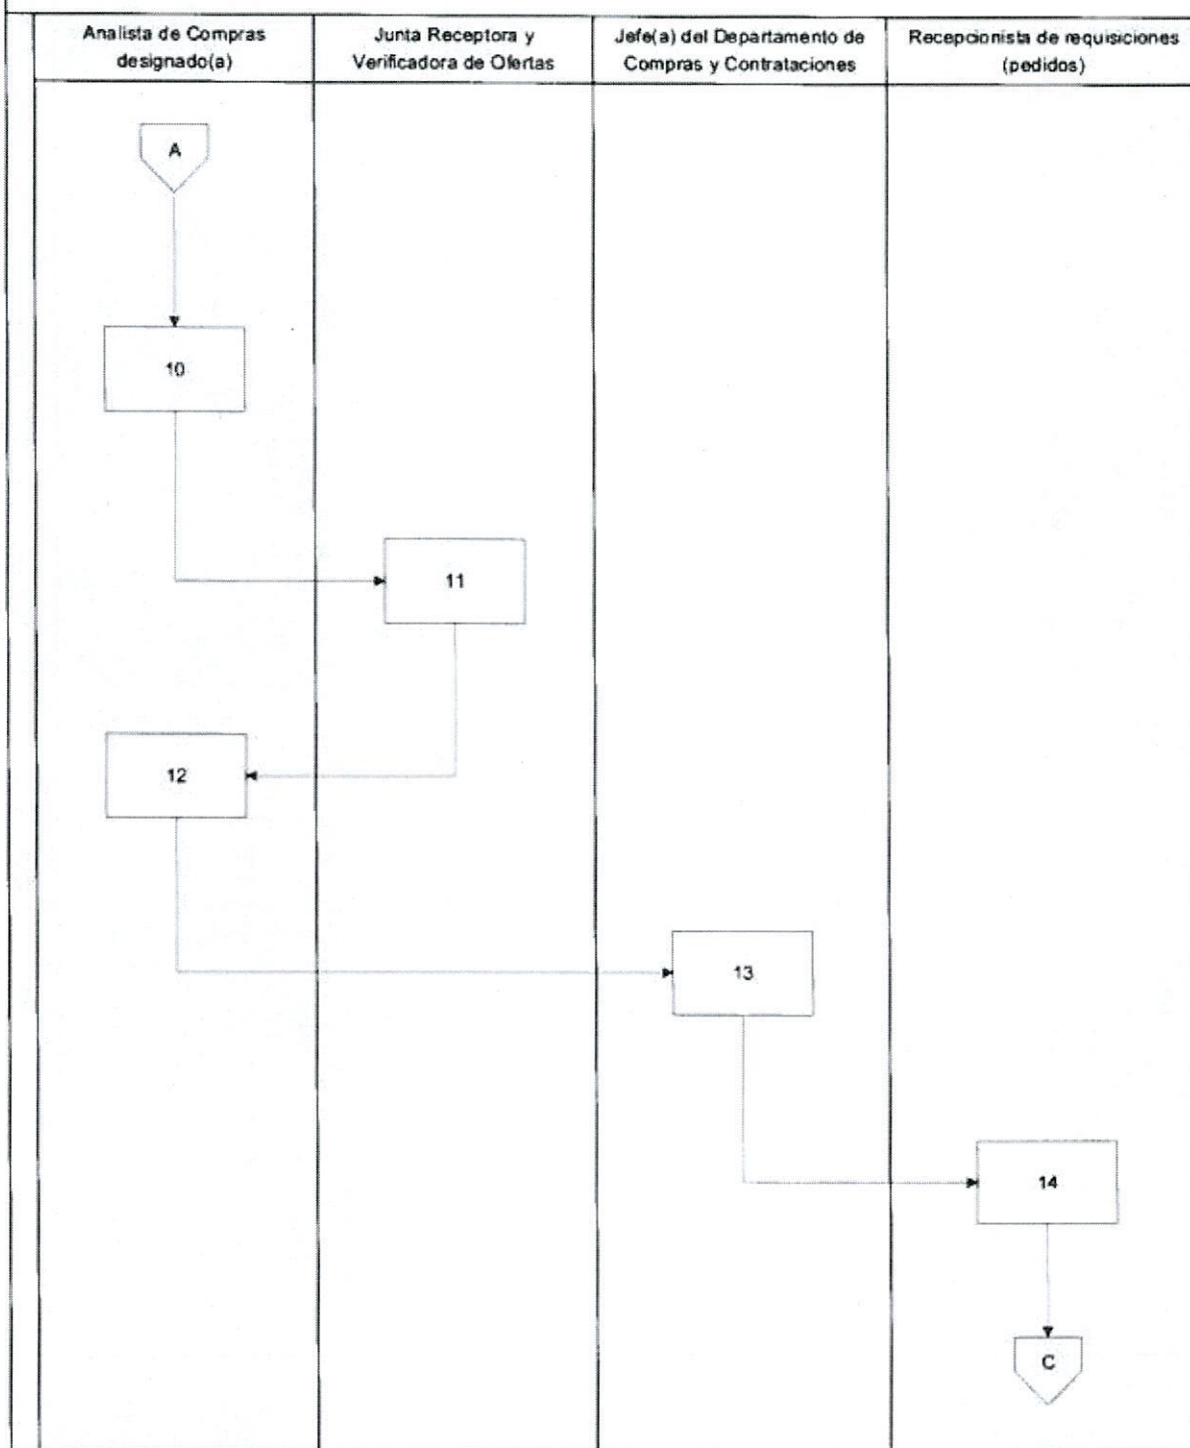 Analista de Compras
designado(a)
Junta Receptora y
Verificadora de Ofertas
Jefe(a) del Departamento de
Compras y Contrataciones
Recepcionista de requisiciones
(pedidos)
A
10
11
12
13
14
C